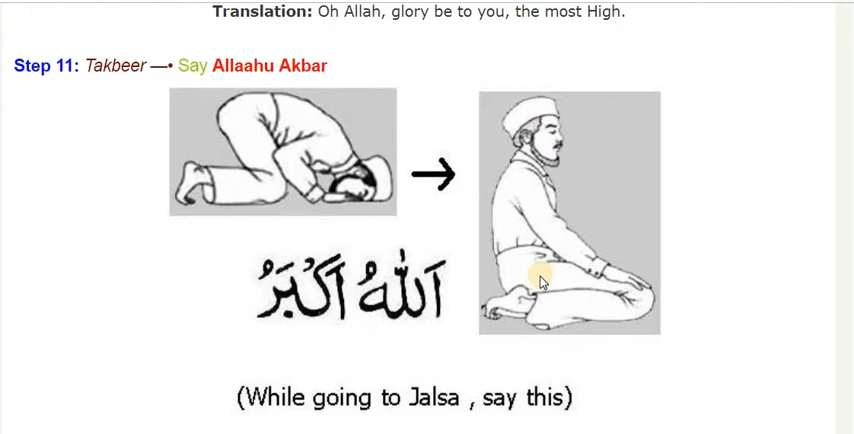 Translation: Oh Allah, glory be to you, the most High.
Step 11: Takbeer —• Say Allaahu Akbar
اَللهُ اَكْبَرُ
(While going to Jalsa , say this)